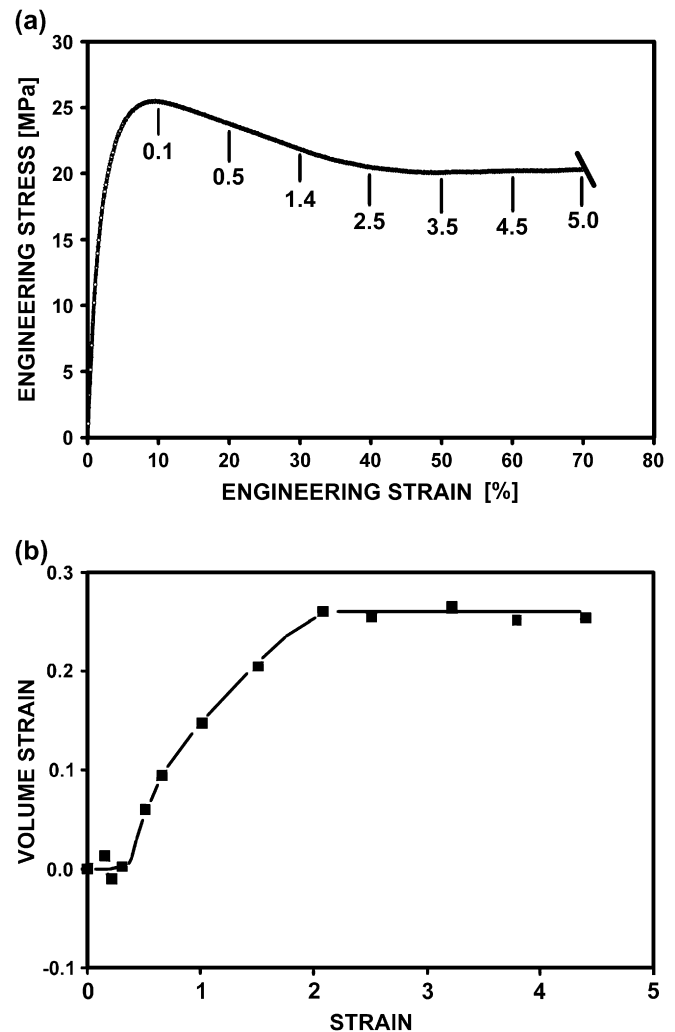 (a)
30
25
20
15
10
5
0
ENGINEERING STRESS [MPa]
0.1
0.5
1.4
2.5
3.5
4.5
5.0
0 10 20 30 40 50 60 70 80
ENGINEERING STRAIN [%]
(b)
0.3
0.2
0.1
0.0
-0.1
VOLUME STRAIN
0 1 2 3 4 5
STRAIN